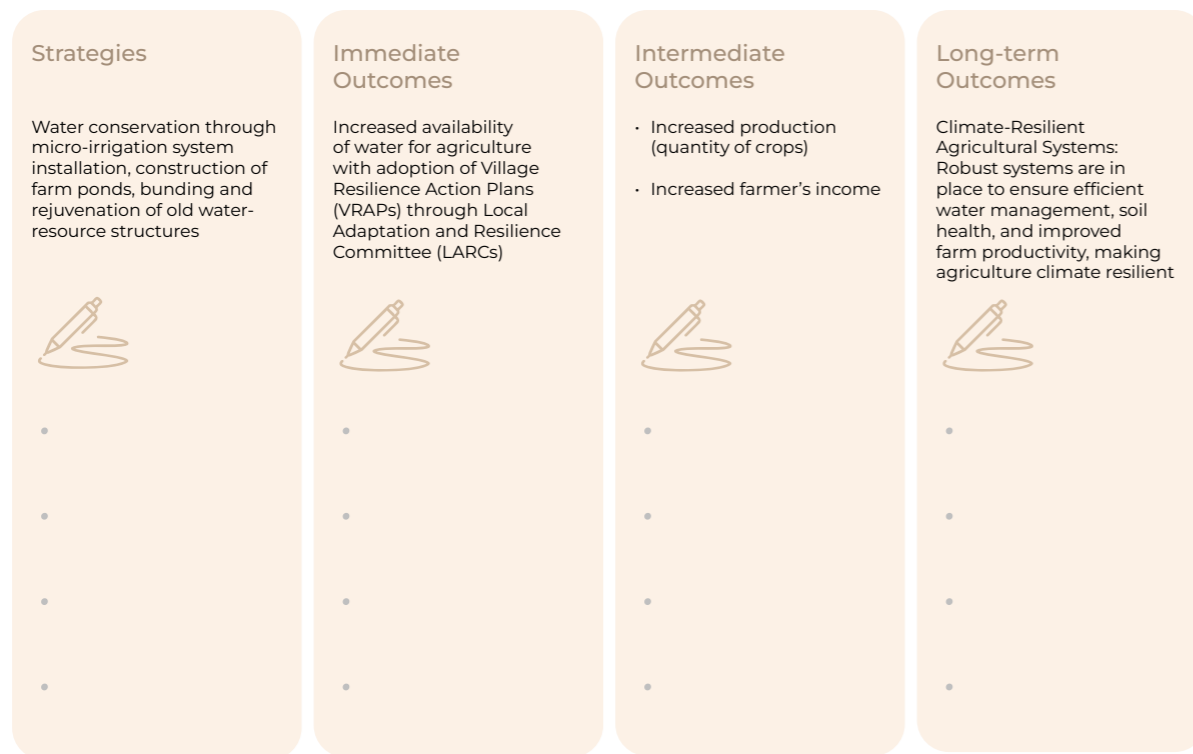 Strategies
Water conservation through
micro-irrigation system
installation, construction of
farm ponds, bunding and
rejuvenation of old water-
resource structures
Immediate
Outcomes
Increased availability
of water for agriculture
with adoption of Village
Resilience Action Plans
(VRAPs) through Local
Adaptation and Resilience
Committee (LARCs)
Intermediate
Outcomes
• Increased production
(quantity of crops)
• Increased farmer’s income
Long-term
Outcomes
Climate-Resilient
Agricultural Systems:
Robust systems are in
place to ensure efficient
water management, soil
health, and improved
farm productivity, making
agriculture climate resilient